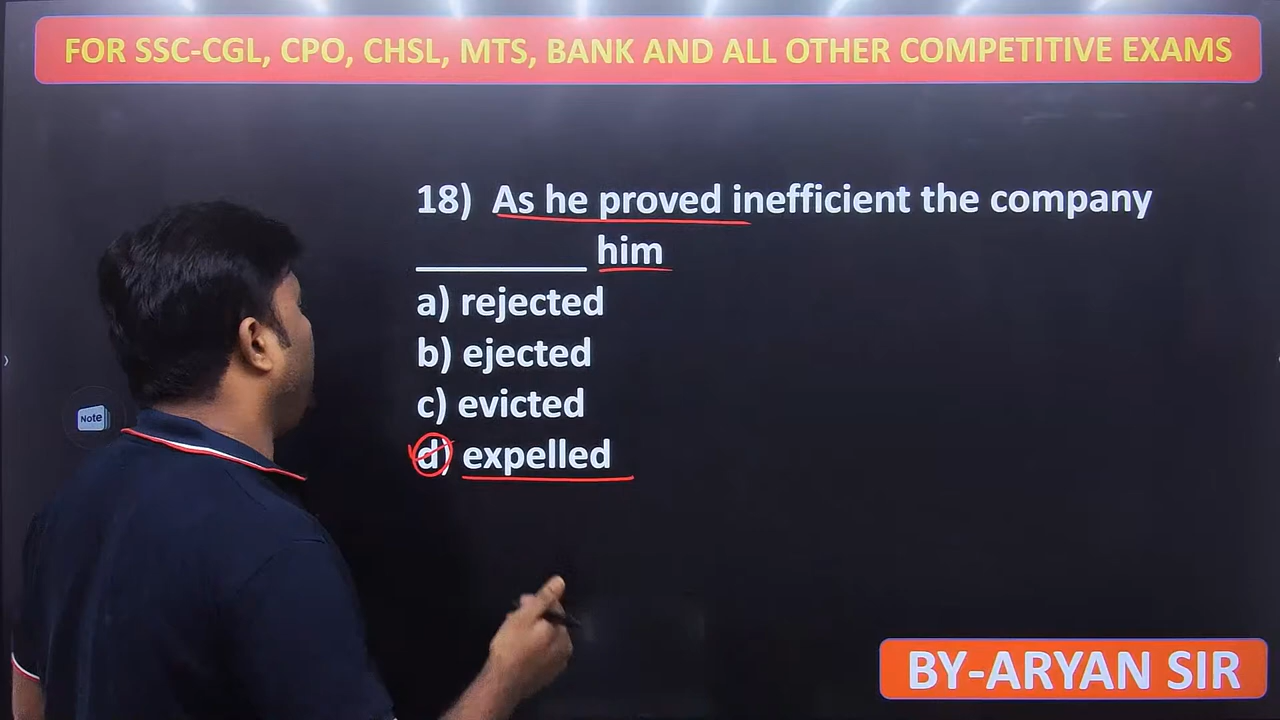 FOR SSC-CGL, CPO, CHSL, MTS, BANK AND ALL OTHER COMPETITIVE EXAMS
18) As he proved inefficient the company
__________ him
a) rejected
b) ejected
c) evicted
d) expelled
Note
BY-ARYAN SIR